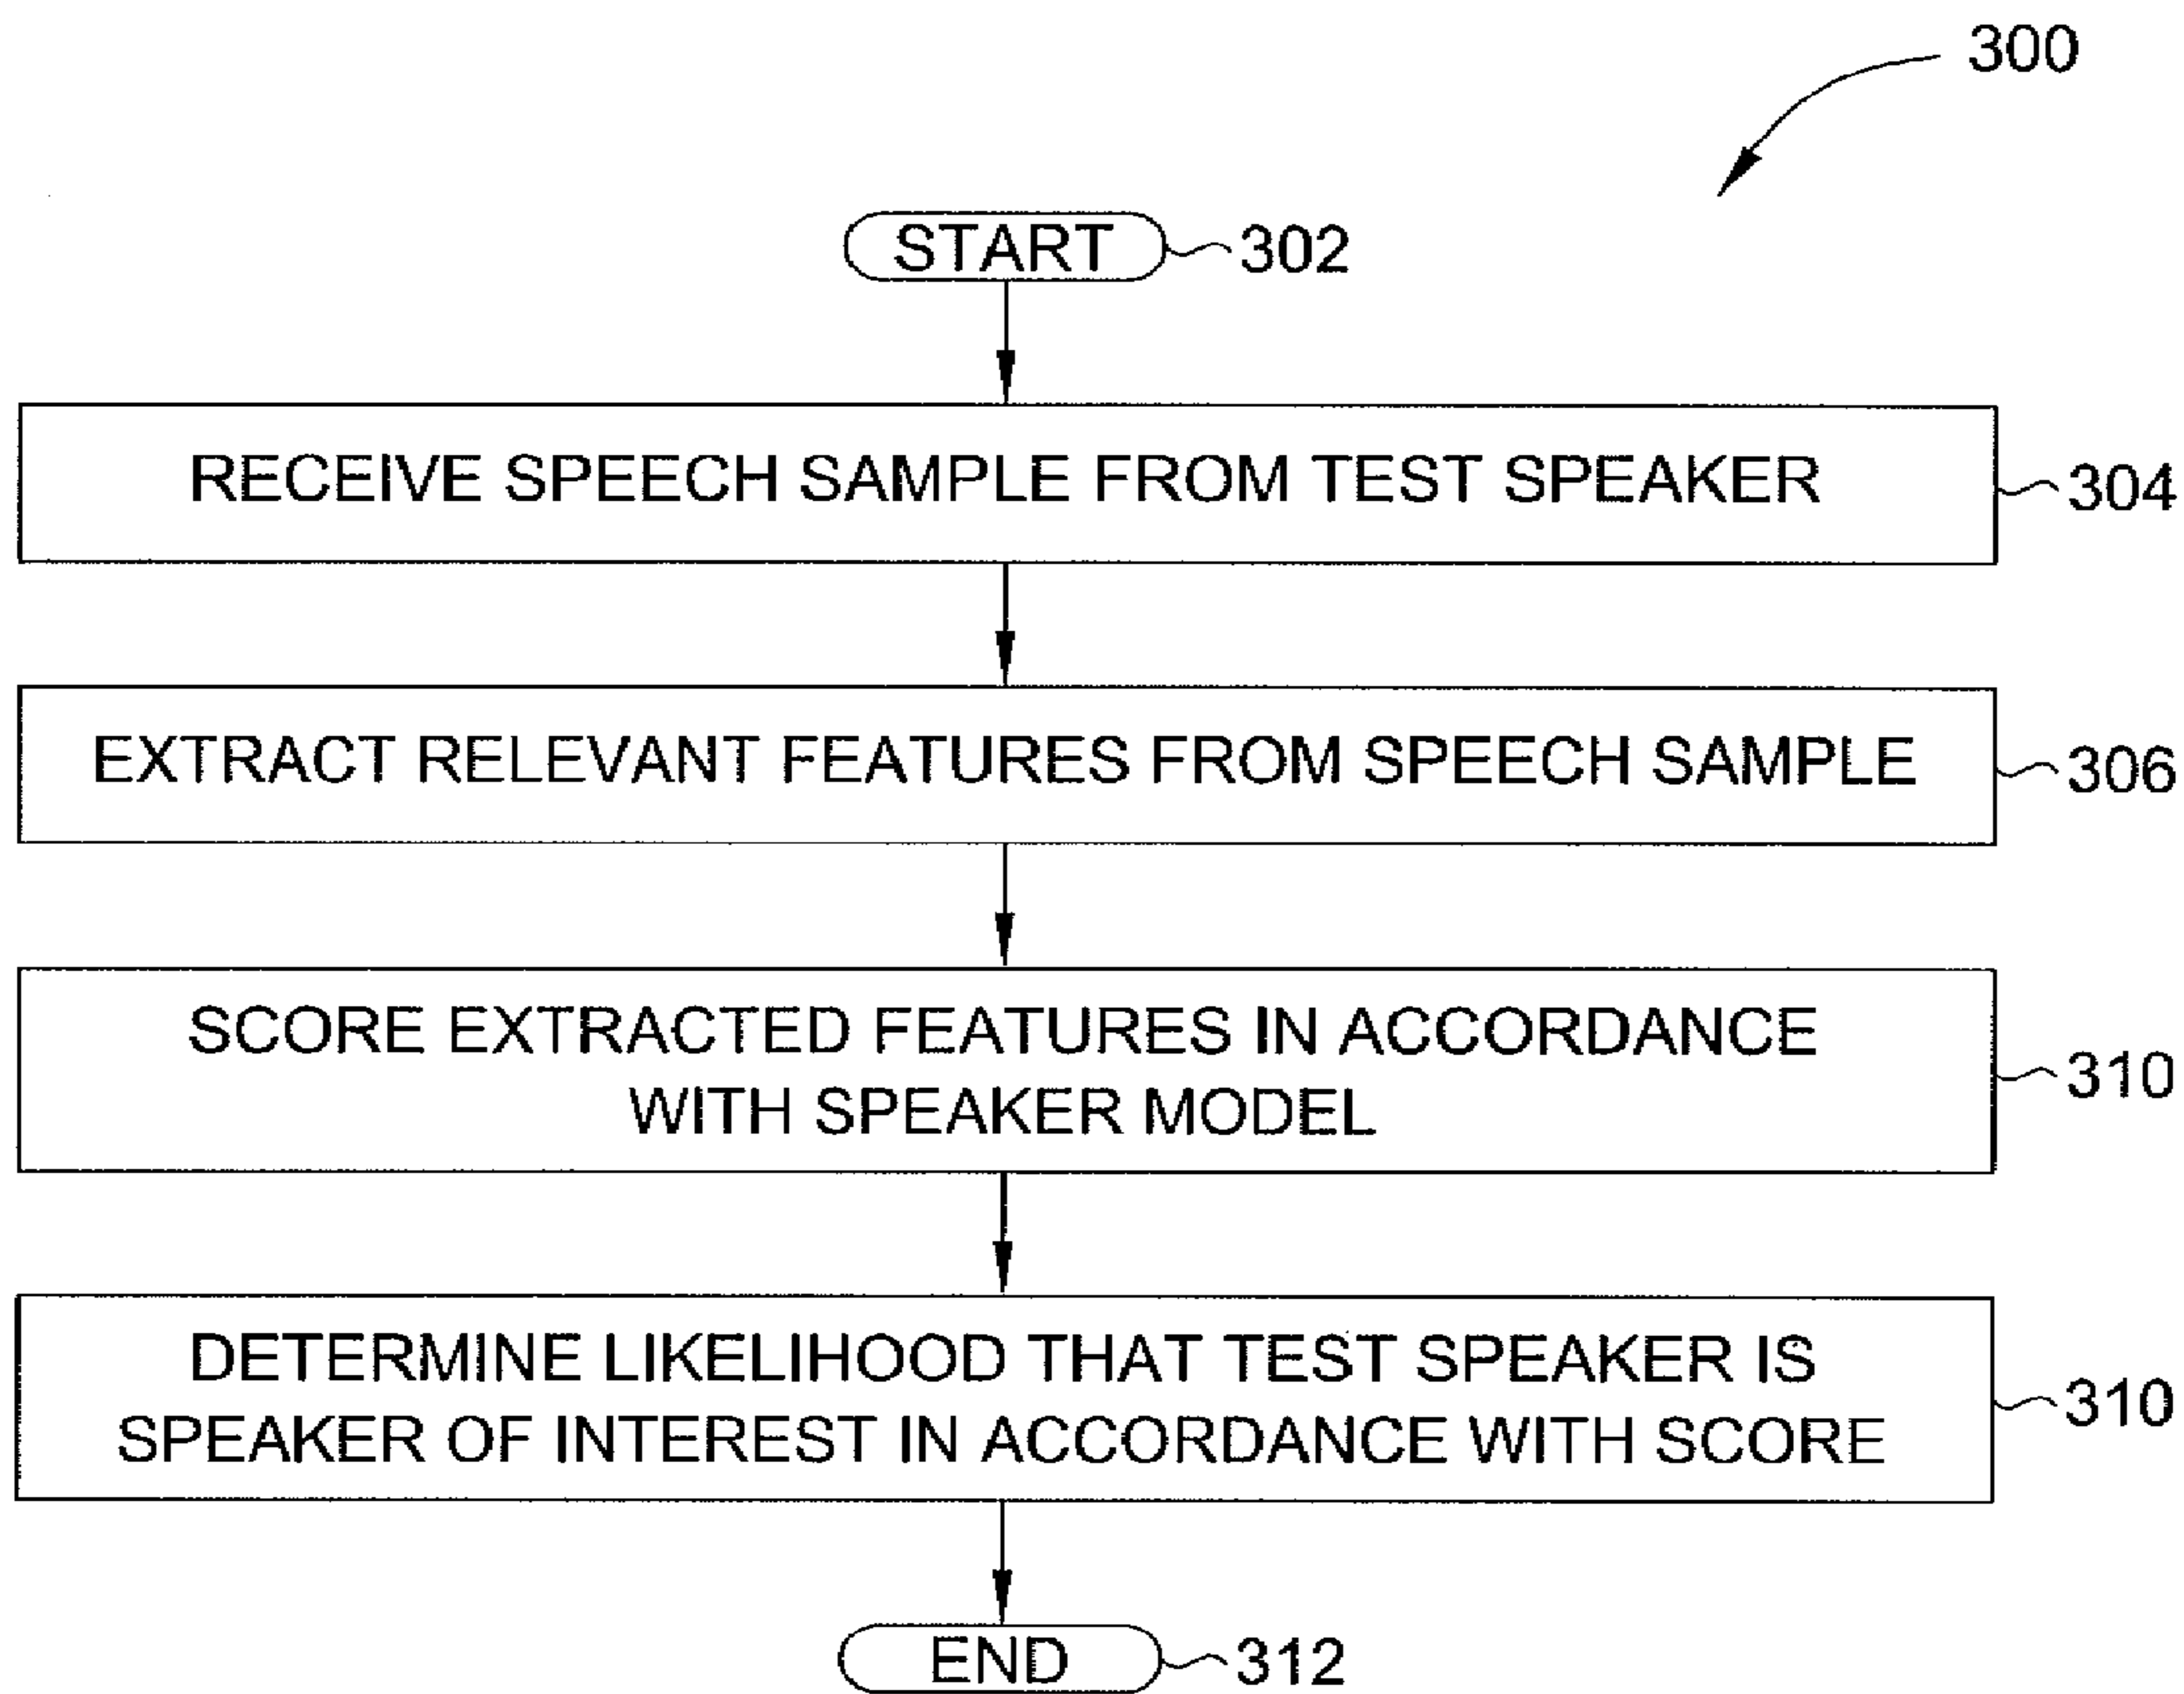 300
START 302
RECEIVE SPEECH SAMPLE FROM TEST SPEAKER 304
EXTRACT RELEVANT FEATURES FROM SPEECH SAMPLE 306
SCORE EXTRACTED FEATURES IN ACCORDANCE
WITH SPEAKER MODEL
310
DETERMINE LIKELIHOOD THAT TEST SPEAKER IS
SPEAKER OF INTEREST IN ACCORDANCE WITH SCORE
310
END 312